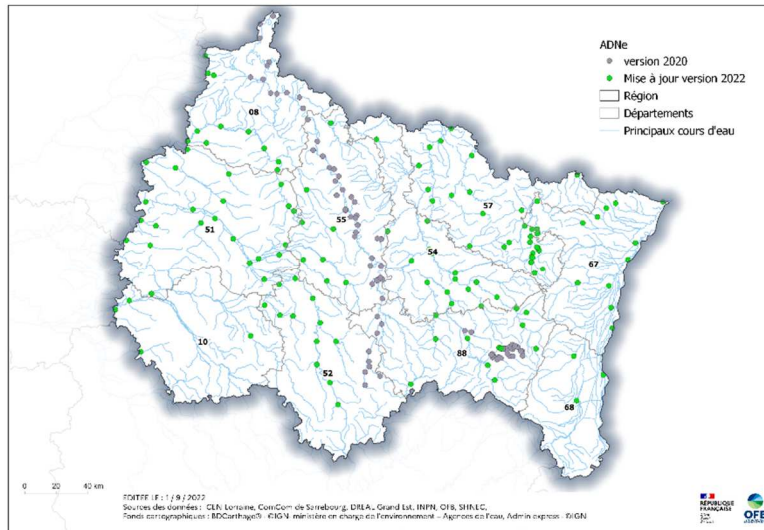 ADNe
version 2020
Mise à jour version 2022
Région
Départements
Principaux cours d'eau
08
57
55
51
54
67
10
88
52
68
0 20 40 km
EDITEE LE : 1 / 9 / 2022
Sources des données : CEN Lorraine, ComCom de Sarrebourg, DREAL Grand Est, INPN, OFB, SHNEC,
Fonds cartographiques : BDCarthage® - ©IGN- ministère en charge de l'environnement – Agences de l'eau, Admin express - ©IGN
RÉPUBLIQUE
FRANÇAISE
OFB